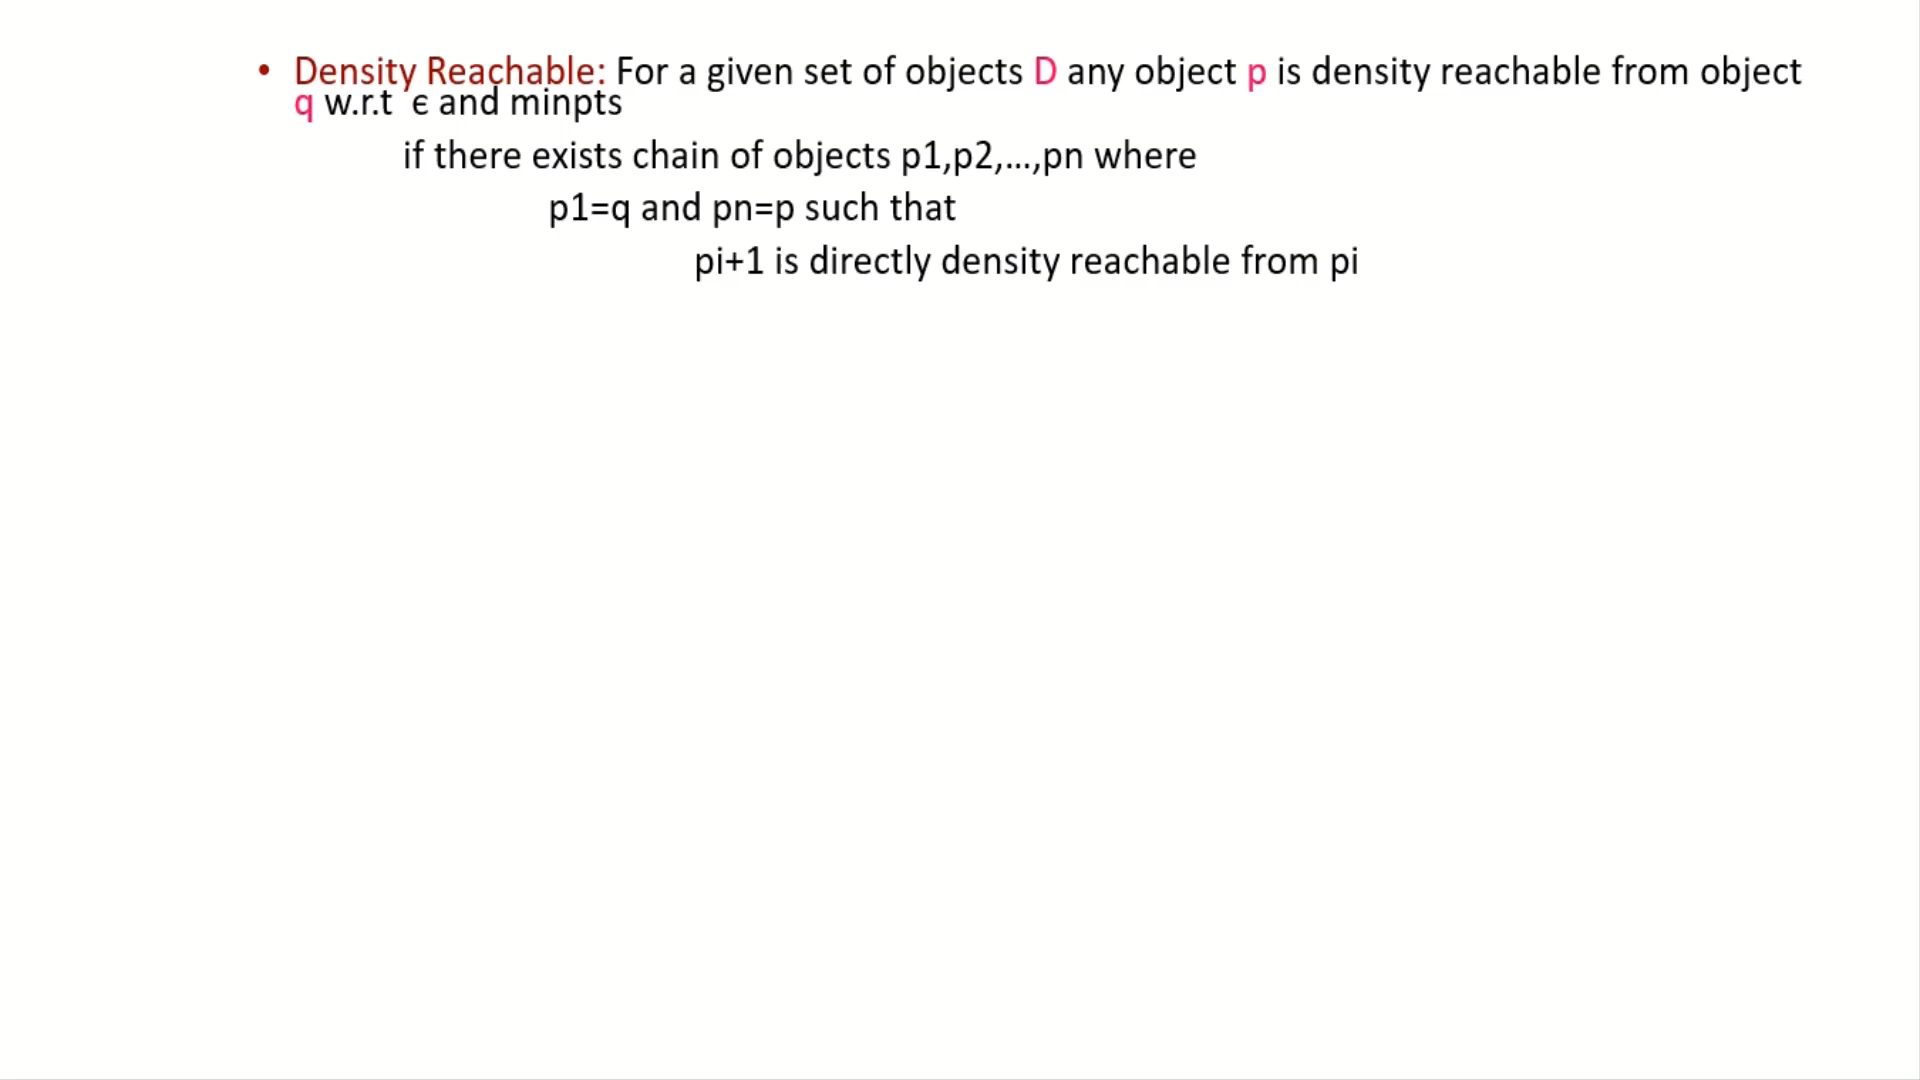 • Density Reachable: For a given set of objects D any object p is density reachable from object
q w.r.t ϵ and minpts
if there exists chain of objects p1,p2,...,pn where
p1=q and pn=p such that
pi+1 is directly density reachable from pi